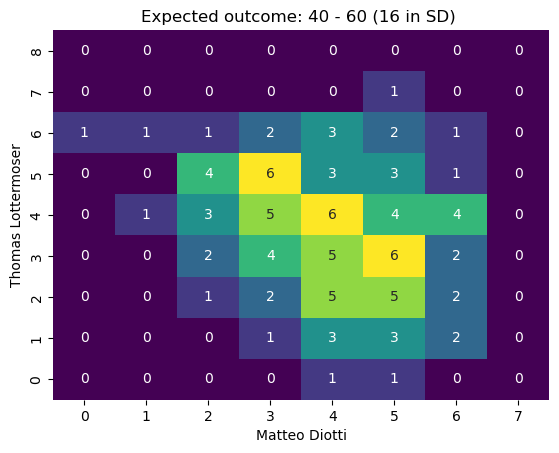 Expected outcome: 40 - 60 (16 in SD)
Thomas Lottermoser
8 0 0 0 0 0 0 0 0
7 0 0 0 0 0 1 0 0
6 1 1 1 2 3 2 1 0
5 0 0 4 6 3 3 1 0
4 0 1 3 5 6 4 4 0
3 0 0 2 4 5 6 2 0
2 0 0 1 2 5 5 2 0
1 0 0 0 1 3 3 2 0
0 0 0 0 0 1 1 0 0
0 1 2 3 4 5 6 7
Matteo Diotti